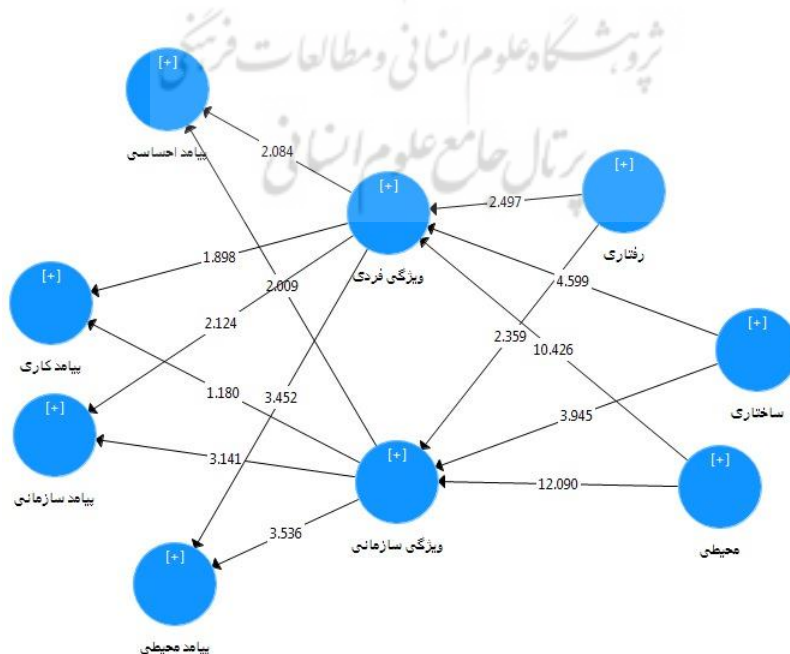 پژوهشگاه علوم انسانی و مطالعات فرهنگی
پرتال جامع علوم انسانی
[+]
پیامد احساسی
2.084
[+]
ویژگی فردی
2.497
[+]
رفتاری
1.898
2.009
4.599
[+]
پیامد کاری
2.124
2.359
10.426
[+]
ساختاری
1.180
3.452
3.945
[+]
پیامد سازمانی
3.141
[+]
ویژگی سازمانی
12.090
[+]
محیطی
3.536
[+]
پیامد محیطی